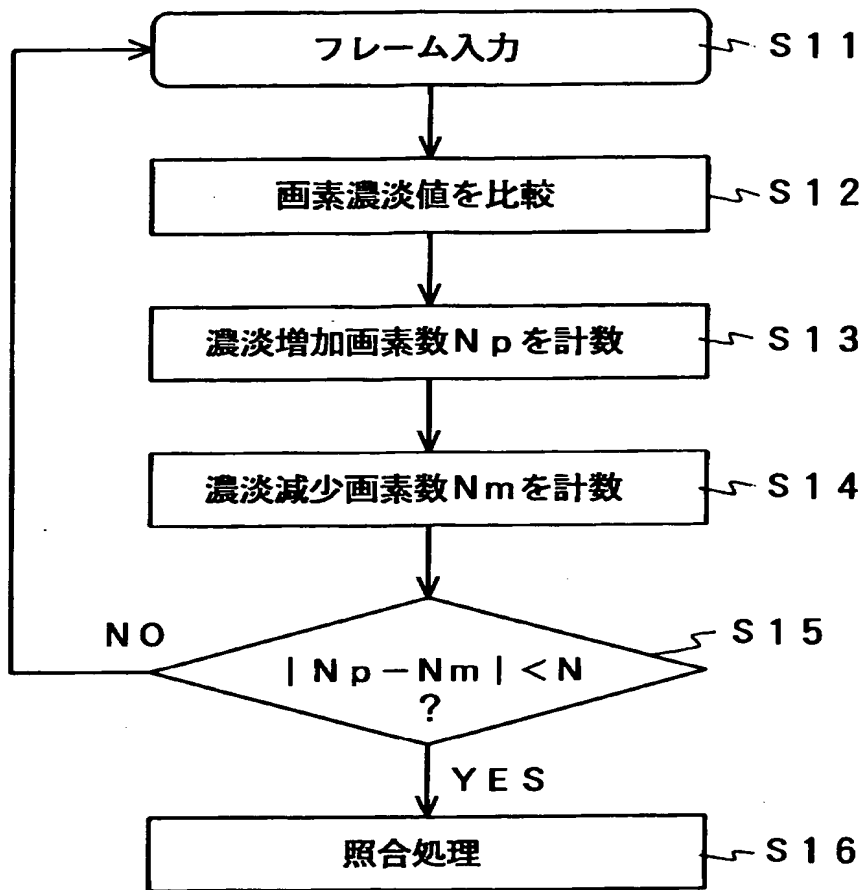 フレーム入力
S11
画素濃淡値を比較
S12
濃淡増加画素数Npを計数
S13
濃淡減少画素数Nmを計数
S14
NO
|Np-Nm|<N
?
S15
YES
照合処理
S16